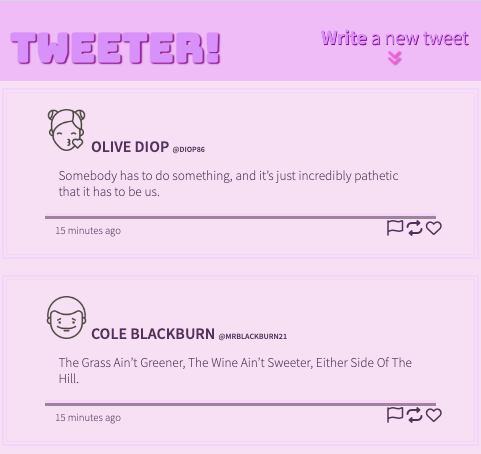 TWEETER!
Write a new tweet
OLIVE DIOP @DIOP86
Somebody has to do something, and it's just incredibly pathetic
that it has to be us.
15 minutes ago
COLE BLACKBURN @MRBLACKBURN21
The Grass Ain't Greener, The Wine Ain't Sweeter, Either Side Of The
Hill.
15 minutes ago